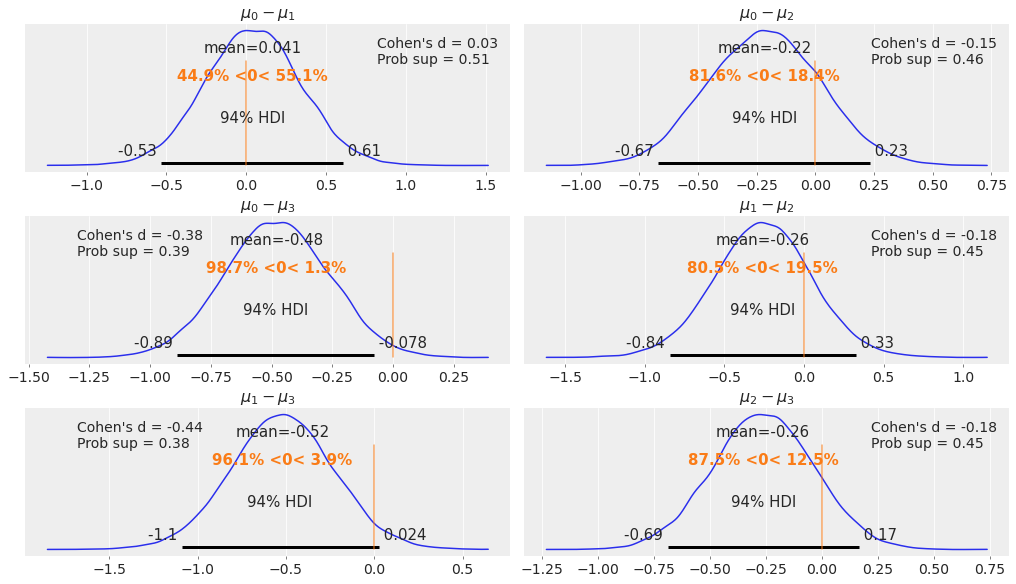 μ₀ − μ₁
mean=0.041
Cohen's d = 0.03
Prob sup = 0.51
44.9% <0< 55.1%
94% HDI
-0.53
0.61
−1.0 −0.5 0.0 0.5 1.0 1.5
μ₀ − μ₂
mean=-0.22
Cohen's d = -0.15
Prob sup = 0.46
81.6% <0< 18.4%
94% HDI
-0.67
0.23
−1.00 −0.75 −0.50 −0.25 0.00 0.25 0.50 0.75
μ₀ − μ₃
Cohen's d = -0.38
Prob sup = 0.39
mean=-0.48
98.7% <0< 1.3%
94% HDI
-0.89
-0.078
−1.50 −1.25 −1.00 −0.75 −0.50 −0.25 0.00 0.25
μ₁ − μ₂
mean=-0.26
Cohen's d = -0.18
Prob sup = 0.45
80.5% <0< 19.5%
94% HDI
-0.84
0.33
−1.5 −1.0 −0.5 0.0 0.5 1.0
μ₁ − μ₃
Cohen's d = -0.44
Prob sup = 0.38
mean=-0.52
96.1% <0< 3.9%
94% HDI
-1.1
0.024
−1.5 −1.0 −0.5 0.0 0.5
μ₂ − μ₃
mean=-0.26
Cohen's d = -0.18
Prob sup = 0.45
87.5% <0< 12.5%
94% HDI
-0.69
0.17
−1.25 −1.00 −0.75 −0.50 −0.25 0.00 0.25 0.50 0.75